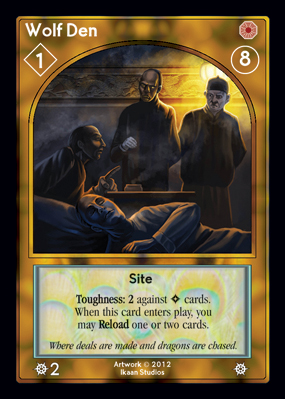 Wolf Den
1
8
Site
Toughness: 2 against cards.
When this card enters play, you
may Reload one or two cards.
Where deals are made and dragons are chased.
2
Artwork © 2012
Ikaan Studios